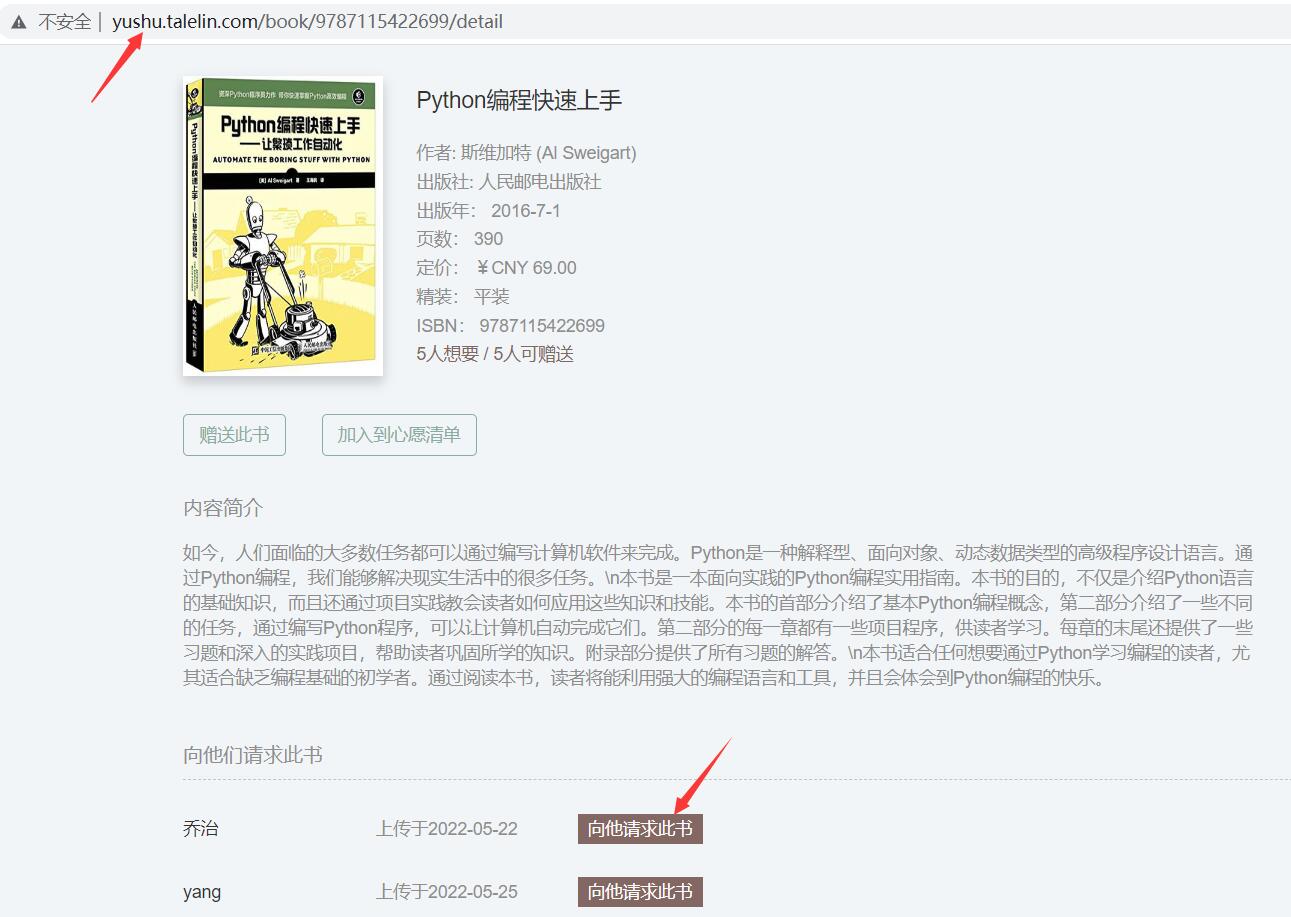 不安全 | yushu.talelin.com/book/9787115422699/detail
资深Python程序员力作 带你快速掌握Python高效编程
Python编程快速上手
——让繁琐工作自动化
AUTOMATE THE BORING STUFF WITH PYTHON
[美] Al Sweigart 著 王海鹏 译
Python编程快速上手——让繁琐工作自动化
人民邮电出版社
Python编程快速上手
作者: 斯维加特 (Al Sweigart)
出版社: 人民邮电出版社
出版年： 2016-7-1
页数： 390
定价： ￥CNY 69.00
精装： 平装
ISBN： 9787115422699
5人想要 / 5人可赠送
赠送此书 加入到心愿清单
内容简介
如今，人们面临的大多数任务都可以通过编写计算机软件来完成。Python是一种解释型、面向对象、动态数据类型的高级程序设计语言。通
过Python编程，我们能够解决现实生活中的很多任务。\n本书是一本面向实践的Python编程实用指南。本书的目的，不仅是介绍Python语言
的基础知识，而且还通过项目实践教会读者如何应用这些知识和技能。本书的首部分介绍了基本Python编程概念，第二部分介绍了一些不同
的任务，通过编写Python程序，可以让计算机自动完成它们。第二部分的每一章都有一些项目程序，供读者学习。每章的末尾还提供了一些
习题和深入的实践项目，帮助读者巩固所学的知识。附录部分提供了所有习题的解答。\n本书适合任何想要通过Python学习编程的读者，尤
其适合缺乏编程基础的初学者。通过阅读本书，读者将能利用强大的编程语言和工具，并且会体会到Python编程的快乐。
向他们请求此书
乔治 上传于2022-05-22 向他请求此书
yang 上传于2022-05-25 向他请求此书